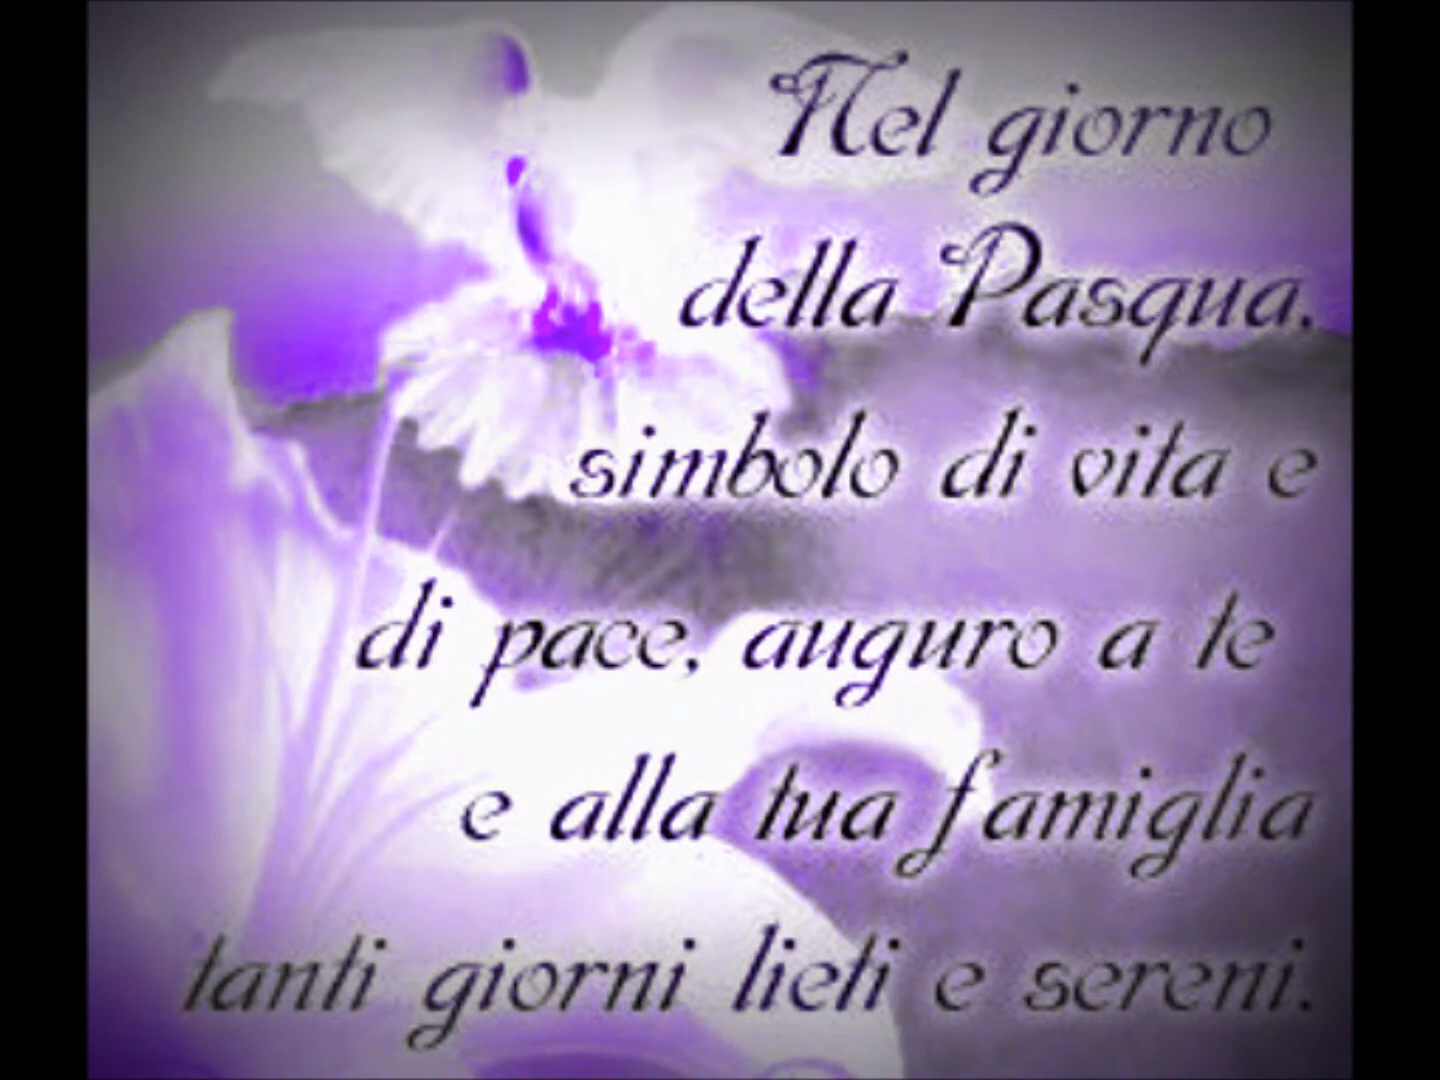 Nel giorno
della Pasqua,
simbolo di vita e
di pace, auguro a te
e alla tua famiglia
tanti giorni lieti e sereni.